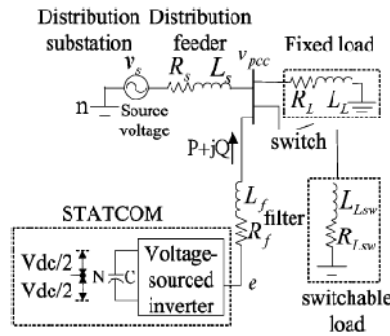 Distribution substation
Distribution feeder
v_s
R_s
L_s
v_pcc
Fixed load
n
Source voltage
R_L
L_L
switch
P+jQ
L_f
R_f
filter
L_Lsw
R_Lsw
switchable load
STATCOM
Vdc/2
Vdc/2
N
C
Voltage-sourced inverter
e